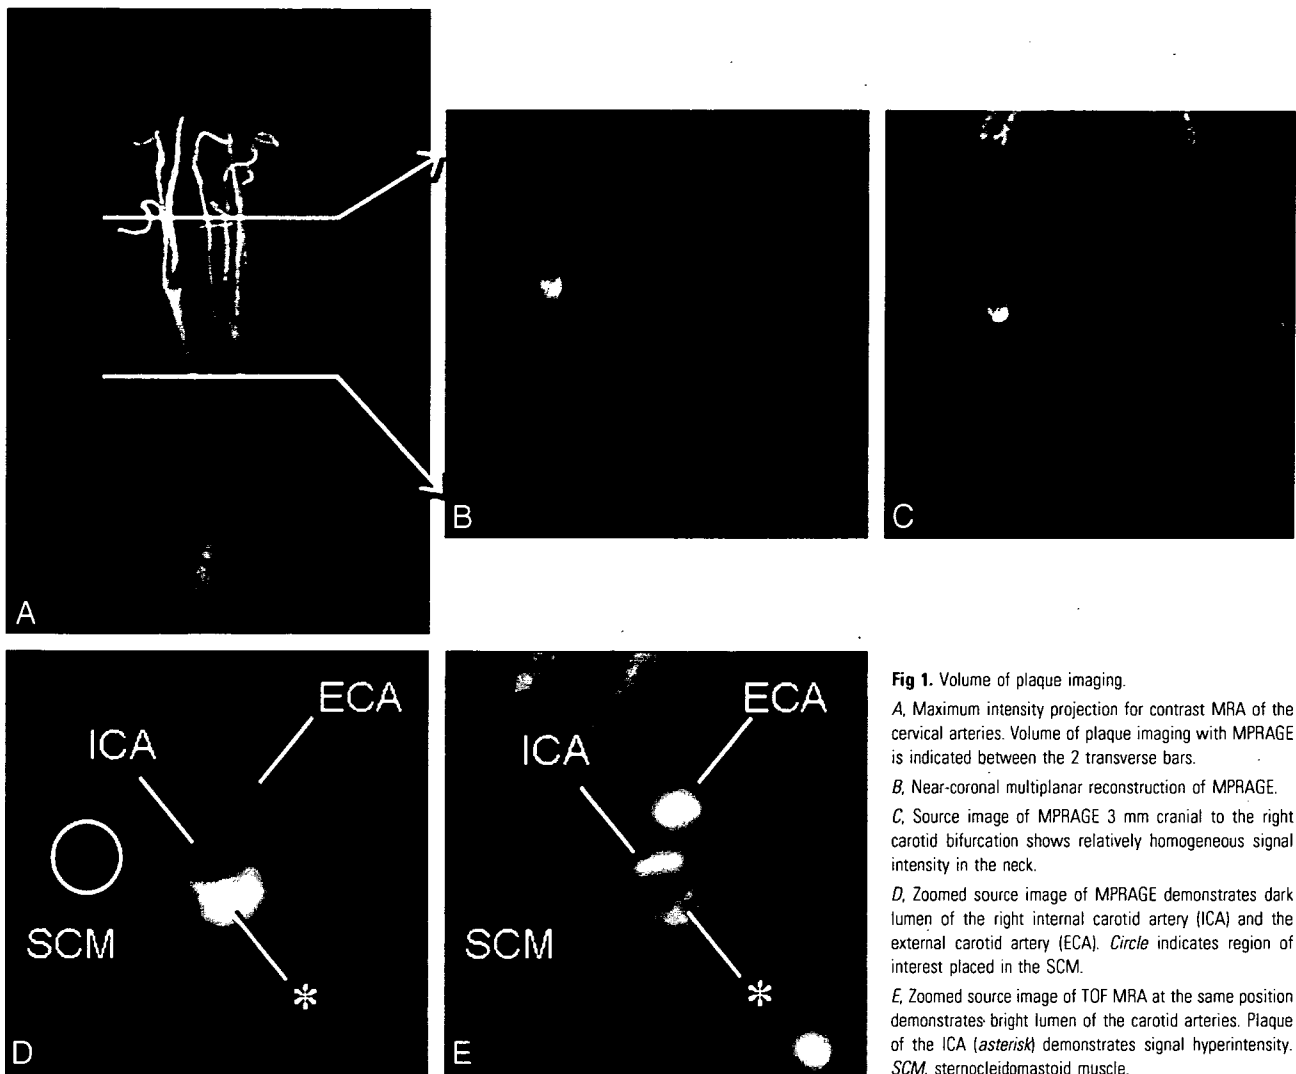 A
B
C
ECA
ICA
SCM
*
D
ECA
ICA
SCM
*
E
Fig 1. Volume of plaque imaging.
A, Maximum intensity projection for contrast MRA of the
cervical arteries. Volume of plaque imaging with MPRAGE
is indicated between the 2 transverse bars.
B, Near-coronal multiplanar reconstruction of MPRAGE.
C, Source image of MPRAGE 3 mm cranial to the right
carotid bifurcation shows relatively homogeneous signal
intensity in the neck.
D, Zoomed source image of MPRAGE demonstrates dark
lumen of the right internal carotid artery (ICA) and the
external carotid artery (ECA). Circle indicates region of
interest placed in the SCM.
E, Zoomed source image of TOF MRA at the same position
demonstrates bright lumen of the carotid arteries. Plaque
of the ICA (asterisk) demonstrates signal hyperintensity.
SCM, sternocleidomastoid muscle.